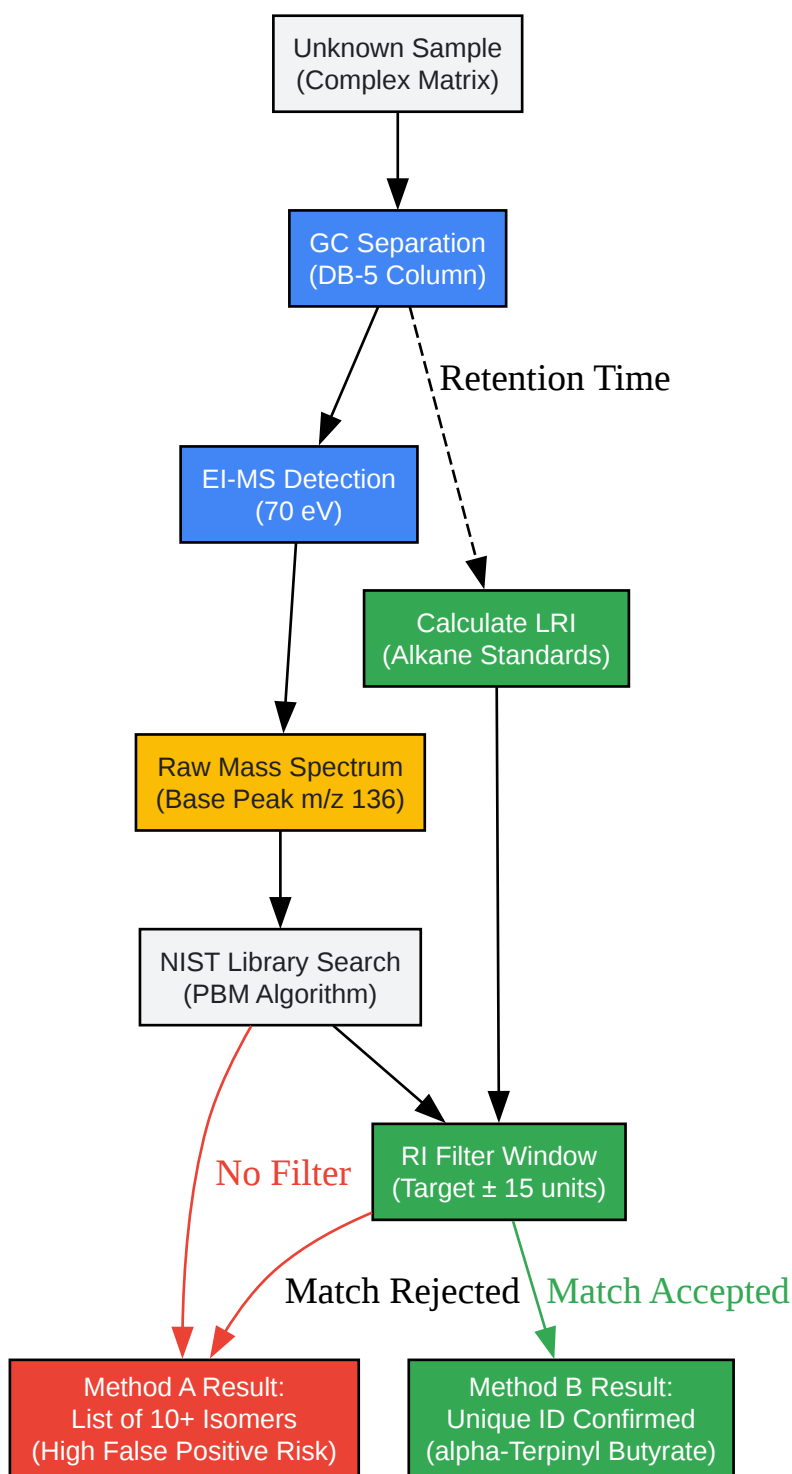 Unknown Sample
(Complex Matrix)
GC Separation
(DB-5 Column)
Retention Time
EI-MS Detection
(70 eV)
Calculate LRI
(Alkane Standards)
Raw Mass Spectrum
(Base Peak m/z 136)
NIST Library Search
(PBM Algorithm)
No Filter
RI Filter Window
(Target ± 15 units)
Match Rejected
Match Accepted
Method A Result:
List of 10+ Isomers
(High False Positive Risk)
Method B Result:
Unique ID Confirmed
(alpha-Terpinyl Butyrate)